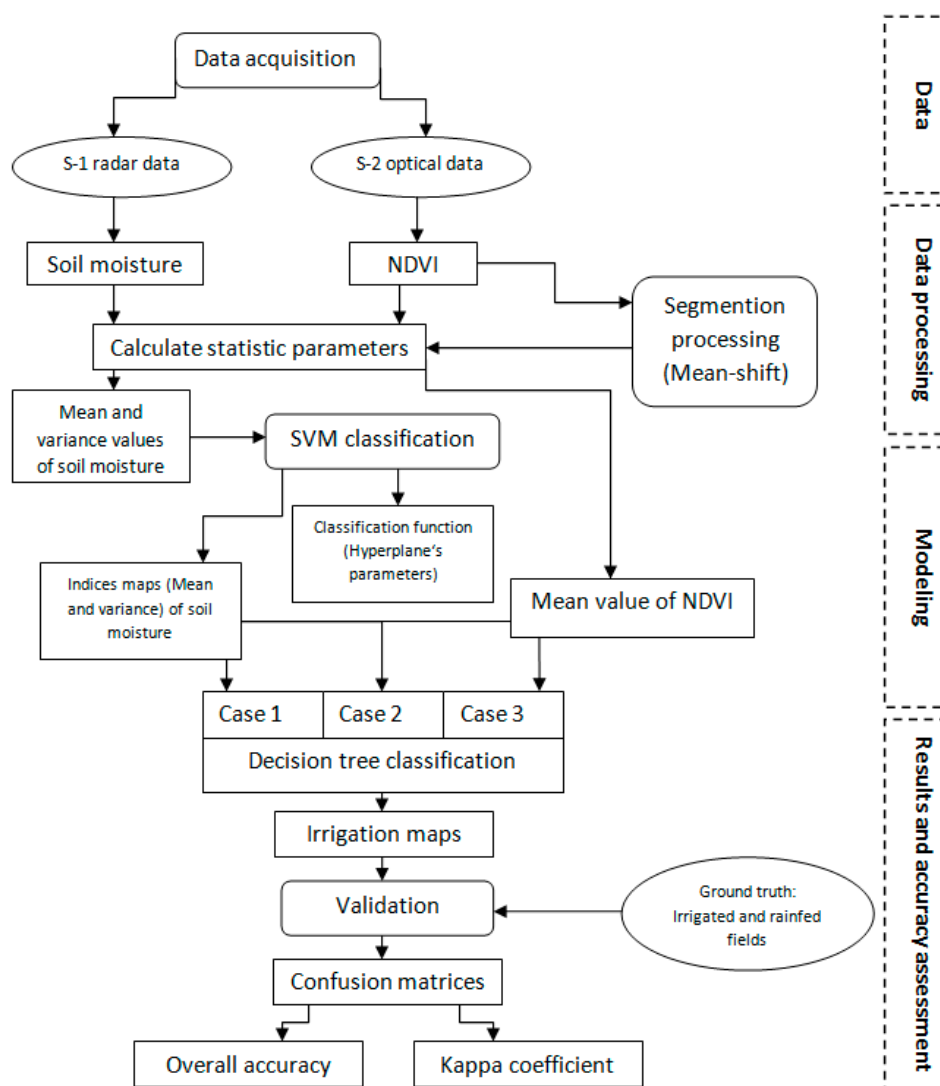 Data acquisition
S-1 radar data
S-2 optical data
Data
Soil moisture
NDVI
Segmention
processing
(Mean-shift)
Calculate statistic parameters
Data processing
Mean and
variance values
of soil moisture
SVM classification
Classification function
(Hyperplane's
parameters)
Indices maps (Mean
and variance) of soil
moisture
Mean value of NDVI
Modeling
Case 1
Case 2
Case 3
Decision tree classification
Irrigation maps
Validation
Ground truth:
Irrigated and rainfed
fields
Confusion matrices
Overall accuracy
Kappa coefficient
Results and accuracy assessment